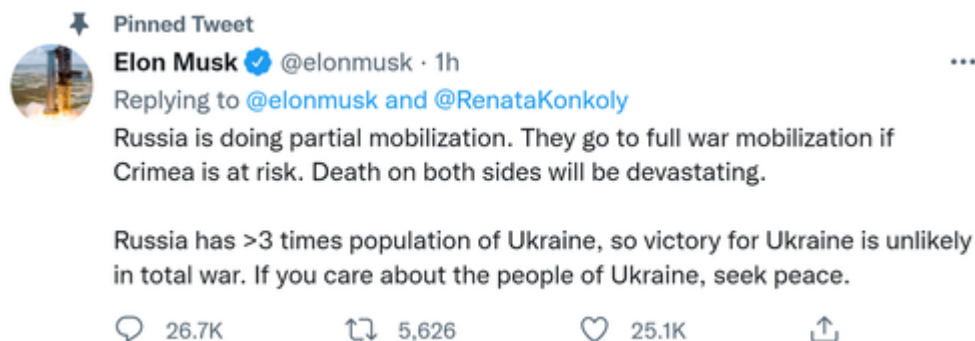 Pinned Tweet
Elon Musk @elonmusk · 1h
Replying to @elonmusk and @RenataKonkoly
Russia is doing partial mobilization. They go to full war mobilization if
Crimea is at risk. Death on both sides will be devastating.
Russia has >3 times population of Ukraine, so victory for Ukraine is unlikely
in total war. If you care about the people of Ukraine, seek peace.
26.7K 5,626 25.1K